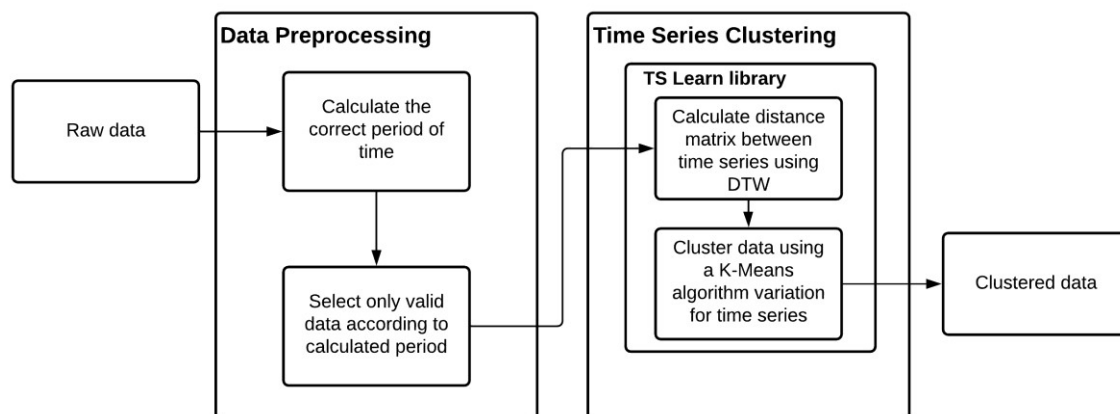 Data Preprocessing
Time Series Clustering
TS Learn library
Raw data
Calculate the
correct period of
time
Select only valid
data according to
calculated period
Calculate distance
matrix between
time series using
DTW
Cluster data using
a K-Means
algorithm variation
for time series
Clustered data